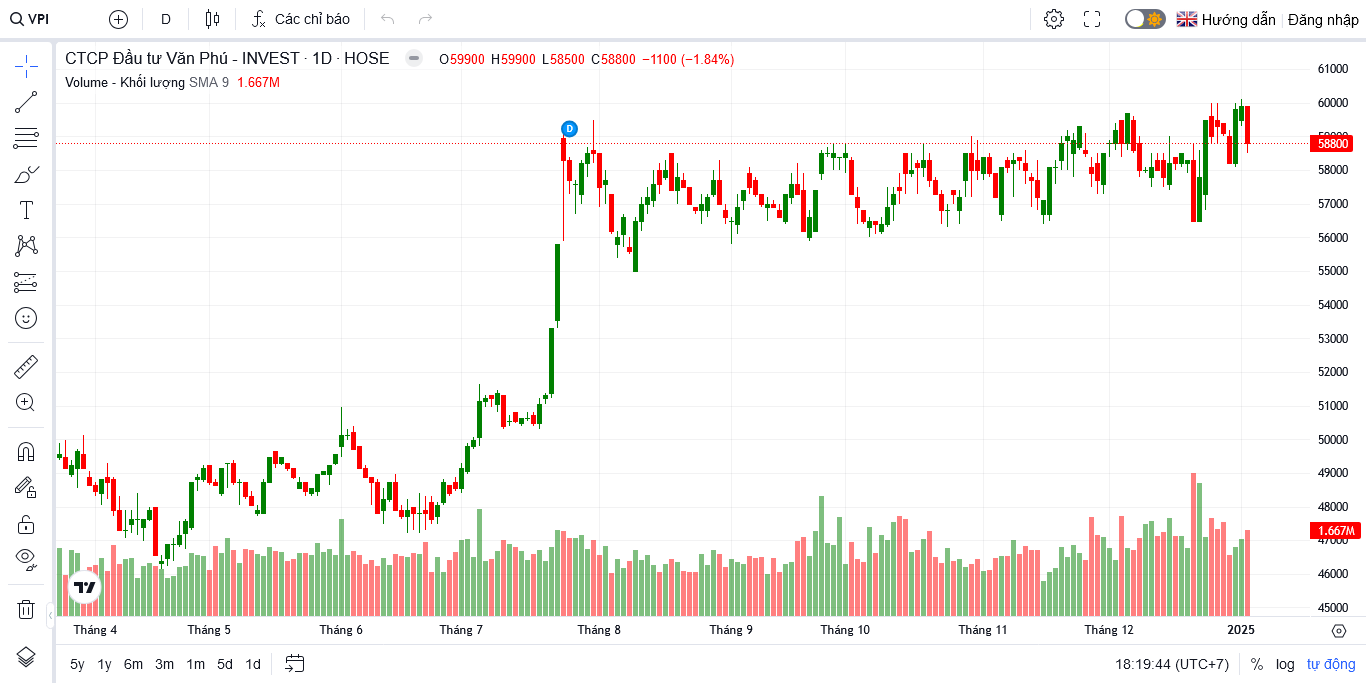 VPI D Các chỉ báo Hướng dẫn Đăng nhập
CTCP Đầu tư Văn Phú - INVEST · 1D · HOSE O59900 H59900 L58500 C58800 −1100 (−1.84%)
Volume - Khối lượng SMA 9 1.667M
D
61000
60000
59000
58800
58000
57000
56000
55000
54000
53000
52000
51000
50000
49000
48000
1.667M
47000
46000
45000
Tháng 4 Tháng 5 Tháng 6 Tháng 7 Tháng 8 Tháng 9 Tháng 10 Tháng 11 Tháng 12 2025
5y 1y 6m 3m 1m 5d 1d 18:19:44 (UTC+7) % log tự động